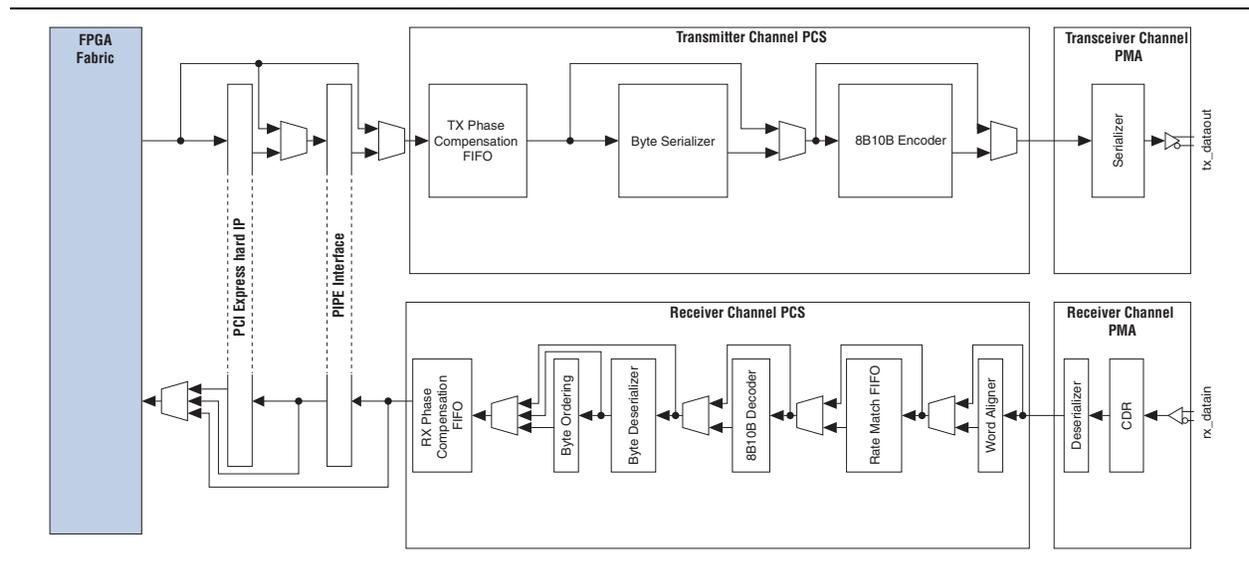 FPGA
Fabric
Transmitter Channel PCS
Transceiver Channel
PMA
TX Phase
Compensation
FIFO
Byte Serializer
8B10B Encoder
Serializer
tx_dataout
PCI Express hard IP
PIPE Interface
Receiver Channel PCS
Receiver Channel
PMA
RX Phase
Compensation
FIFO
Byte Ordering
Byte Deserializer
8B10B Decoder
Rate Match FIFO
Word Aligner
Deserializer
CDR
rx_datain